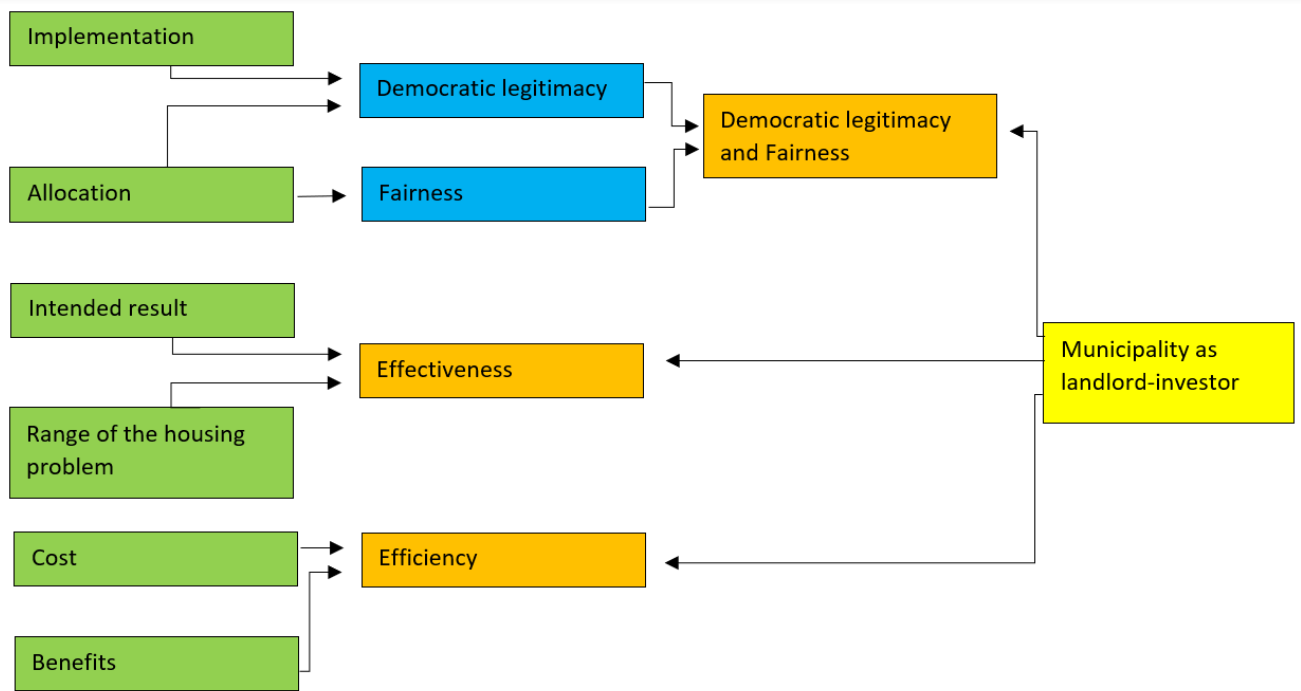 Implementation
Democratic legitimacy
Democratic legitimacy
and Fairness
Allocation
Fairness
Intended result
Effectiveness
Municipality as
landlord-investor
Range of the housing
problem
Cost
Efficiency
Benefits